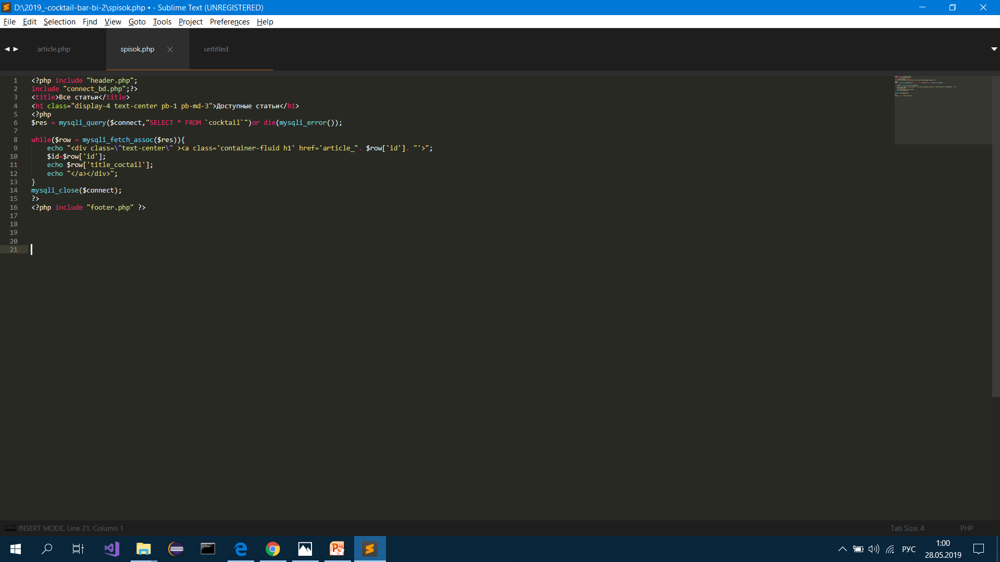 D:\2019_-cocktail-bar-bi-2\spisok.php • - Sublime Text (UNREGISTERED)
File Edit Selection Find View Goto Tools Project Preferences Help
article.php spisok.php untitled
1 <?php include "header.php";
2 include "connect_bd.php";?>
3 <title>Все статьи</title>
4 <h1 class="display-4 text-center pb-1 pb-md-3">Доступные статьи</h1>
5 <?php
6 $res = mysqli_query($connect,"SELECT * FROM `cocktail`")or die(mysqli_error());
7
8 while($row = mysqli_fetch_assoc($res)){
9 echo "<div class=\"text-center\" ><a class='container-fluid h1' href='article_". $row['id']. "'>";
10 $id=$row['id'];
11 echo $row['title_coctail'];
12 echo "</a></div>";
13 }
14 mysqli_close($connect);
15 ?>
16 <?php include "footer.php" ?>
17
18
19
20
21
INSERT MODE, Line 21, Column 1 Tab Size: 4 PHP
РУС
1:00
28.05.2019